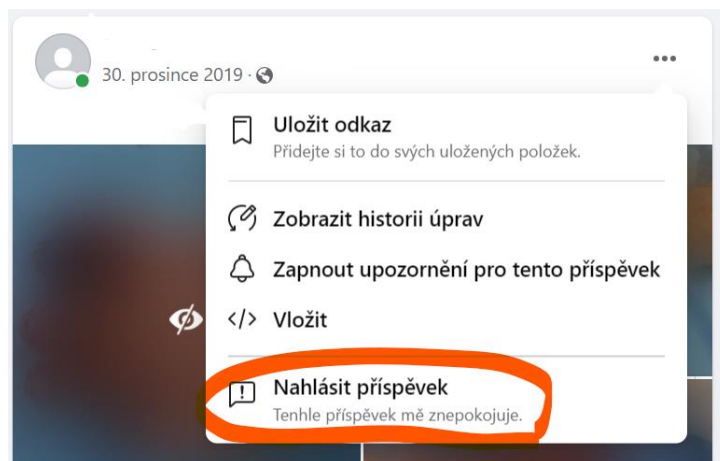 30. prosince 2019 ·
Uložit odkaz
Přidejte si to do svých uložených položek.
Zobrazit historii úprav
Zapnout upozornění pro tento příspěvek
</> Vložit
Nahlásit příspěvek
Tenhle příspěvek mě znepokojuje.